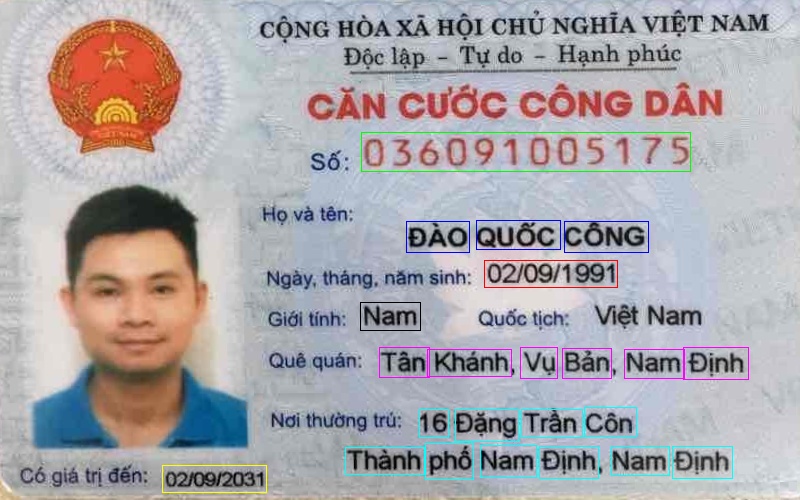 CỘNG HÒA XÃ HỘI CHỦ NGHĨA VIỆT NAM
Độc lập – Tự do – Hạnh phúc
CĂN CƯỚC CÔNG DÂN
Số: 036091005175
Họ và tên:
ĐÀO QUỐC CÔNG
Ngày, tháng, năm sinh: 02/09/1991
Giới tính: Nam Quốc tịch: Việt Nam
Quê quán: Tân Khánh, Vụ Bản, Nam Định
Nơi thường trú: 16 Đặng Trần Côn
Thành phố Nam Định, Nam Định
Có giá trị đến: 02/09/2031